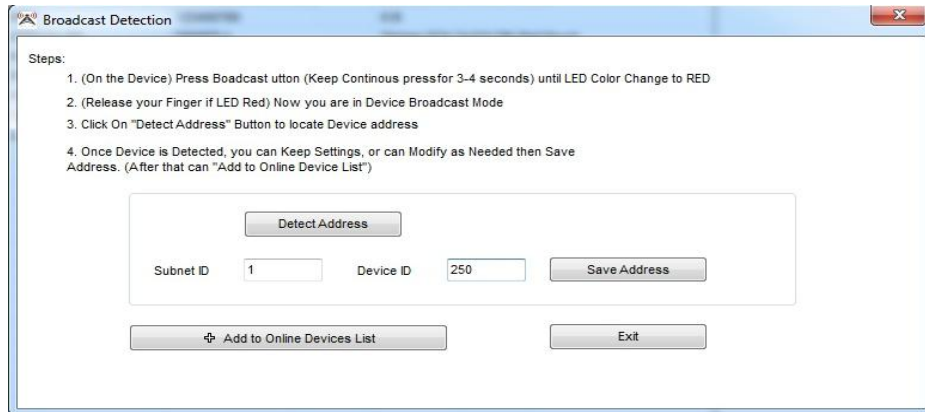 Broadcast Detection
Steps:
1. (On the Device) Press Boadcast utton (Keep Continous pressfor 3-4 seconds) until LED Color Change to RED
2. (Release your Finger if LED Red) Now you are in Device Broadcast Mode
3. Click On "Detect Address" Button to locate Device address
4. Once Device is Detected, you can Keep Settings, or can Modify as Needed then Save
Address. (After that can "Add to Online Device List")
Detect Address
Subnet ID 1 Device ID 250 Save Address
Add to Online Devices List Exit